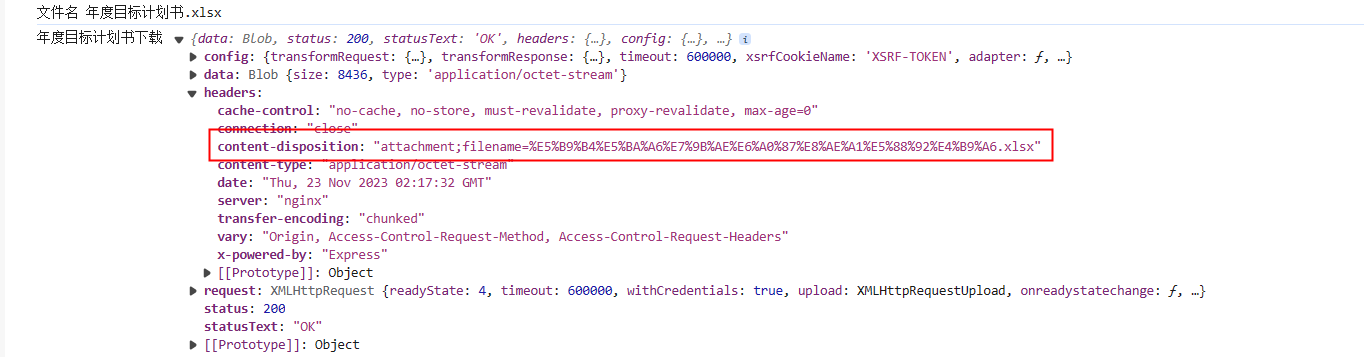 文件名 年度目标计划书.xlsx
年度目标计划书下载 ▼ {data: Blob, status: 200, statusText: 'OK', headers: {…}, config: {…}, …} i
▶ config: {transformRequest: {…}, transformResponse: {…}, timeout: 600000, xsrfCookieName: 'XSRF-TOKEN', adapter: ƒ, …}
▶ data: Blob {size: 8436, type: 'application/octet-stream'}
▼ headers:
cache-control: "no-cache, no-store, must-revalidate, proxy-revalidate, max-age=0"
connection: "close"
content-disposition: "attachment;filename=%E5%B9%B4%E5%BA%A6%E7%9B%AE%E6%A0%87%E8%AE%A1%E5%88%92%E4%B9%A6.xlsx"
content-type: "application/octet-stream"
date: "Thu, 23 Nov 2023 02:17:32 GMT"
server: "nginx"
transfer-encoding: "chunked"
vary: "Origin, Access-Control-Request-Method, Access-Control-Request-Headers"
x-powered-by: "Express"
▶ [[Prototype]]: Object
▶ request: XMLHttpRequest {readyState: 4, timeout: 600000, withCredentials: true, upload: XMLHttpRequestUpload, onreadystatechange: ƒ, …}
status: 200
statusText: "OK"
▶ [[Prototype]]: Object